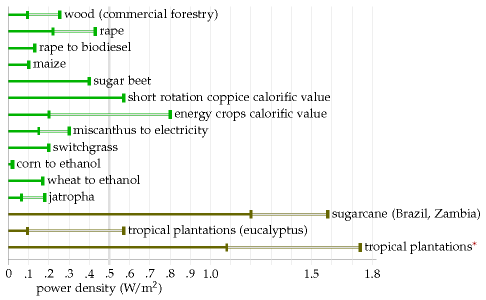 wood (commercial forestry)
rape
rape to biodiesel
maize
sugar beet
short rotation coppice calorific value
energy crops calorific value
miscanthus to electricity
switchgrass
corn to ethanol
wheat to ethanol
jatropha
sugarcane (Brazil, Zambia)
tropical plantations (eucalyptus)
tropical plantations*
0 .1 .2 .3 .4 .5 .6 .7 .8 .9 1.0 1.5 1.8
power density (W/m²)